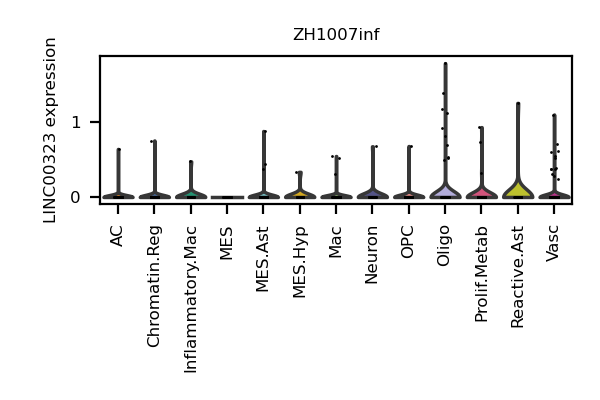 ZH1007inf
LINC00323 expression
1
0
AC
Chromatin.Reg
Inflammatory.Mac
MES
MES.Ast
MES.Hyp
Mac
Neuron
OPC
Oligo
Prolif.Metab
Reactive.Ast
Vasc